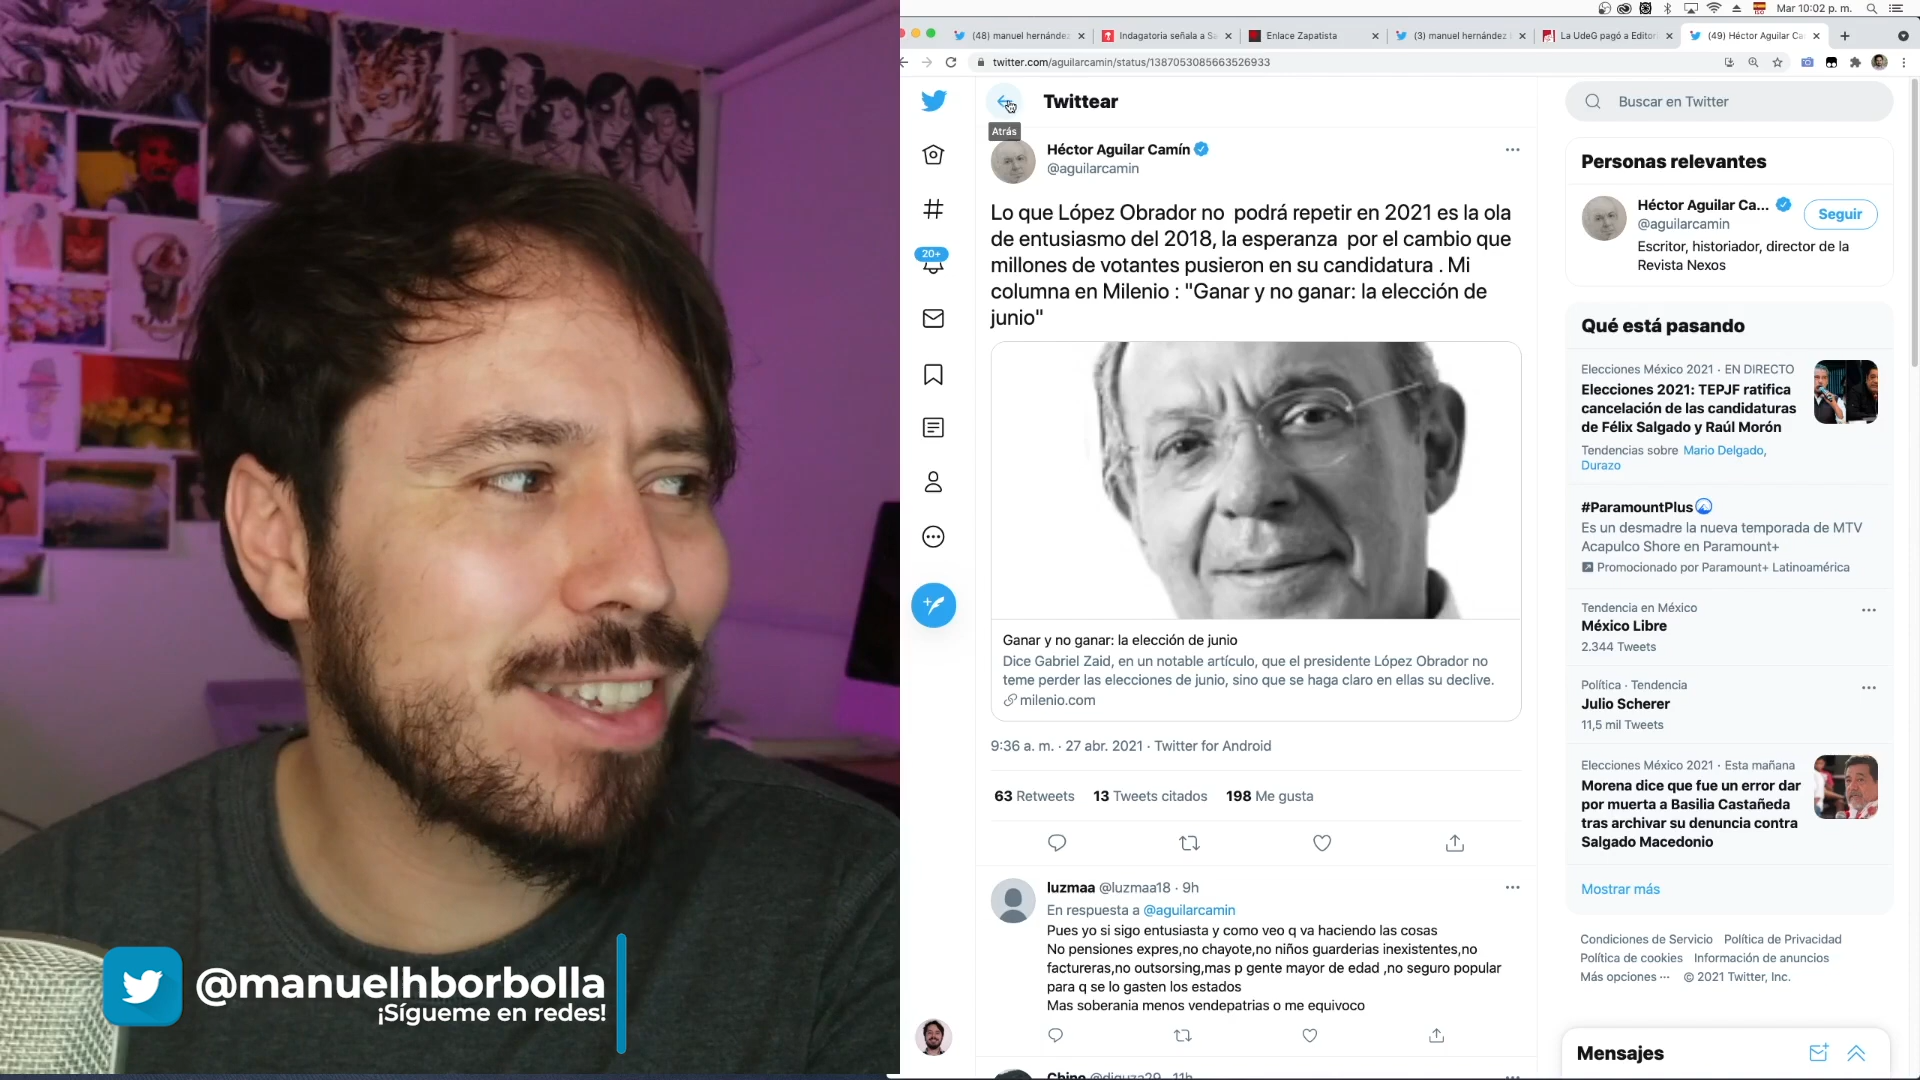 Mar 10:02 p. m.
(48) manuel hernández
Indagatoria señala a Sa
Enlace Zapatista
(3) manuel hernández
La UdeG pagó a Editori
(49) Héctor Aguilar Ca
twitter.com/aguilarcamin/status/1387053085663526933
Twittear
Atrás
Héctor Aguilar Camín
@aguilarcamin
Lo que López Obrador no podrá repetir en 2021 es la ola
de entusiasmo del 2018, la esperanza por el cambio que
millones de votantes pusieron en su candidatura . Mi
columna en Milenio : "Ganar y no ganar: la elección de
junio"
Ganar y no ganar: la elección de junio
Dice Gabriel Zaid, en un notable artículo, que el presidente López Obrador no
teme perder las elecciones de junio, sino que se haga claro en ellas su declive.
milenio.com
9:36 a. m. · 27 abr. 2021 · Twitter for Android
63 Retweets 13 Tweets citados 198 Me gusta
luzmaa @luzmaa18 · 9h
En respuesta a @aguilarcamin
Pues yo si sigo entusiasta y como veo q va haciendo las cosas
No pensiones expres,no chayote,no niños guarderias inexistentes,no
factureras,no outsorsing,mas p gente mayor de edad ,no seguro popular
para q se lo gasten los estados
Mas soberania menos vendepatrias o me equivoco
Chino @diguza29 · 11h
20+
Buscar en Twitter
Personas relevantes
Héctor Aguilar Ca...
@aguilarcamin
Seguir
Escritor, historiador, director de la
Revista Nexos
Qué está pasando
Elecciones México 2021 · EN DIRECTO
Elecciones 2021: TEPJF ratifica
cancelación de las candidaturas
de Félix Salgado y Raúl Morón
Tendencias sobre Mario Delgado,
Durazo
#ParamountPlus
Es un desmadre la nueva temporada de MTV
Acapulco Shore en Paramount+
Promocionado por Paramount+ Latinoamérica
Tendencia en México
México Libre
2.344 Tweets
Política · Tendencia
Julio Scherer
11,5 mil Tweets
Elecciones México 2021 · Esta mañana
Morena dice que fue un error dar
por muerta a Basilia Castañeda
tras archivar su denuncia contra
Salgado Macedonio
Mostrar más
Condiciones de Servicio Política de Privacidad
Política de cookies Información de anuncios
Más opciones ··· © 2021 Twitter, Inc.
Mensajes
@manuelhborbolla
¡Sígueme en redes!